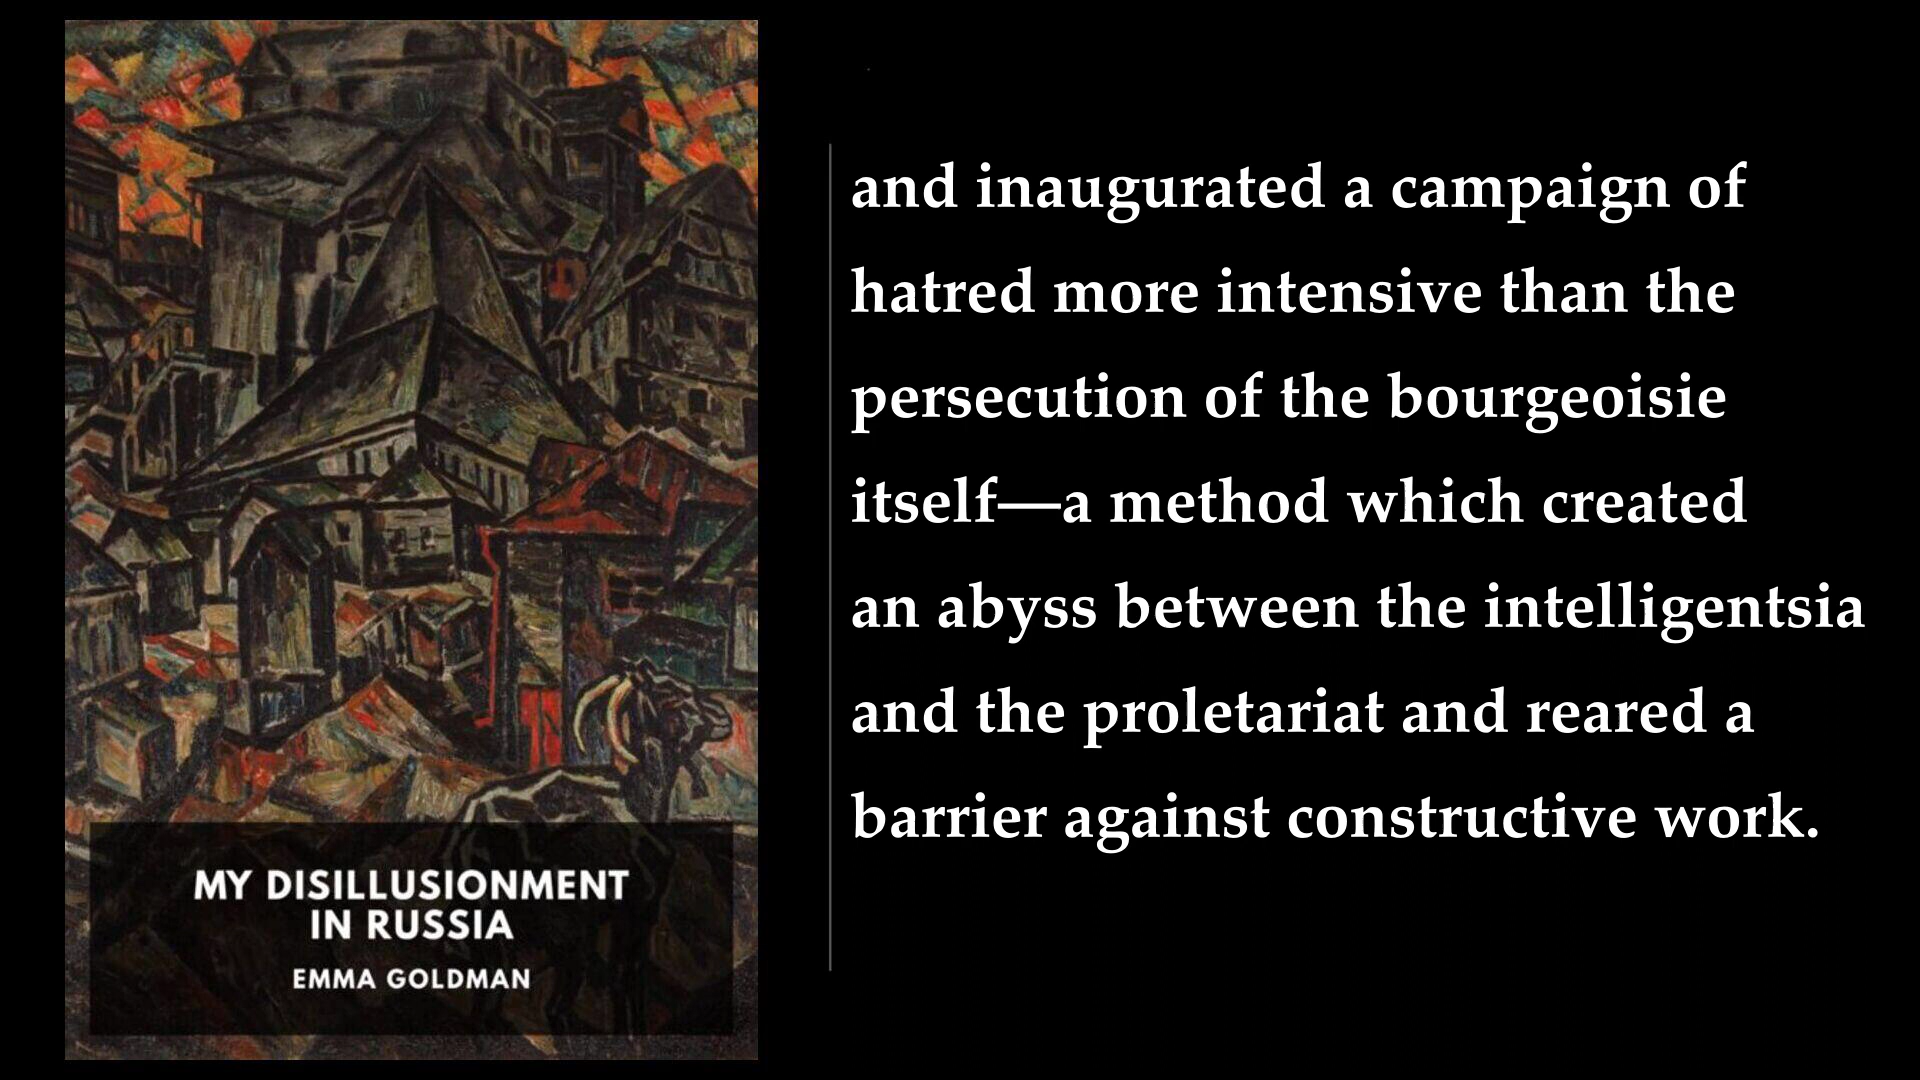 and inaugurated a campaign of
hatred more intensive than the
persecution of the bourgeoisie
itself—a method which created
an abyss between the intelligentsia
and the proletariat and reared a
barrier against constructive work.
MY DISILLUSIONMENT
IN RUSSIA
EMMA GOLDMAN